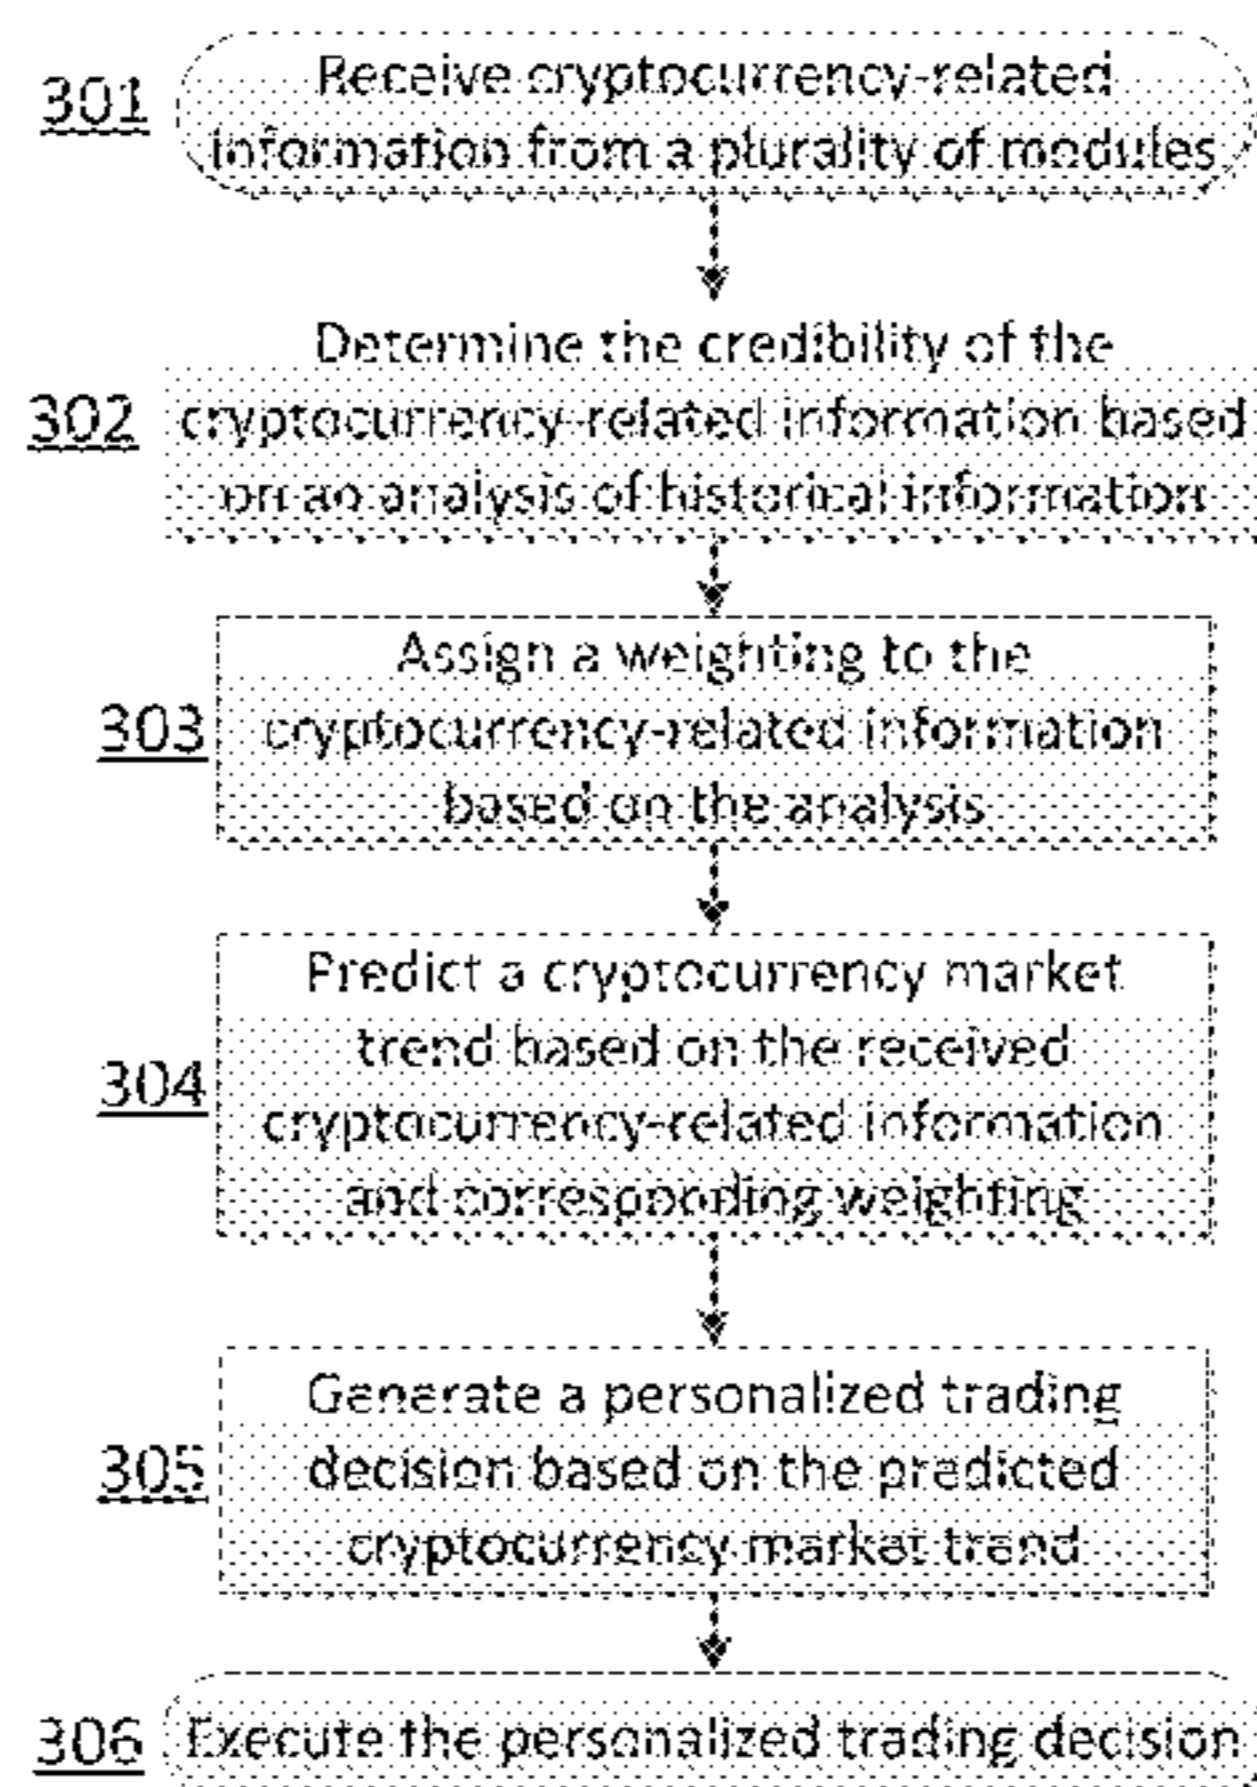 301
Receive cryptocurrency-related
information from a plurality of modules
302
Determine the credibility of the
cryptocurrency-related information based
on an analysis of historical information
303
Assign a weighting to the
cryptocurrency-related information
based on the analysis
304
Predict a cryptocurrency market
trend based on the received
cryptocurrency-related information
and corresponding weighting
305
Generate a personalized trading
decision based on the predicted
cryptocurrency market trend
306
Execute the personalized trading decision